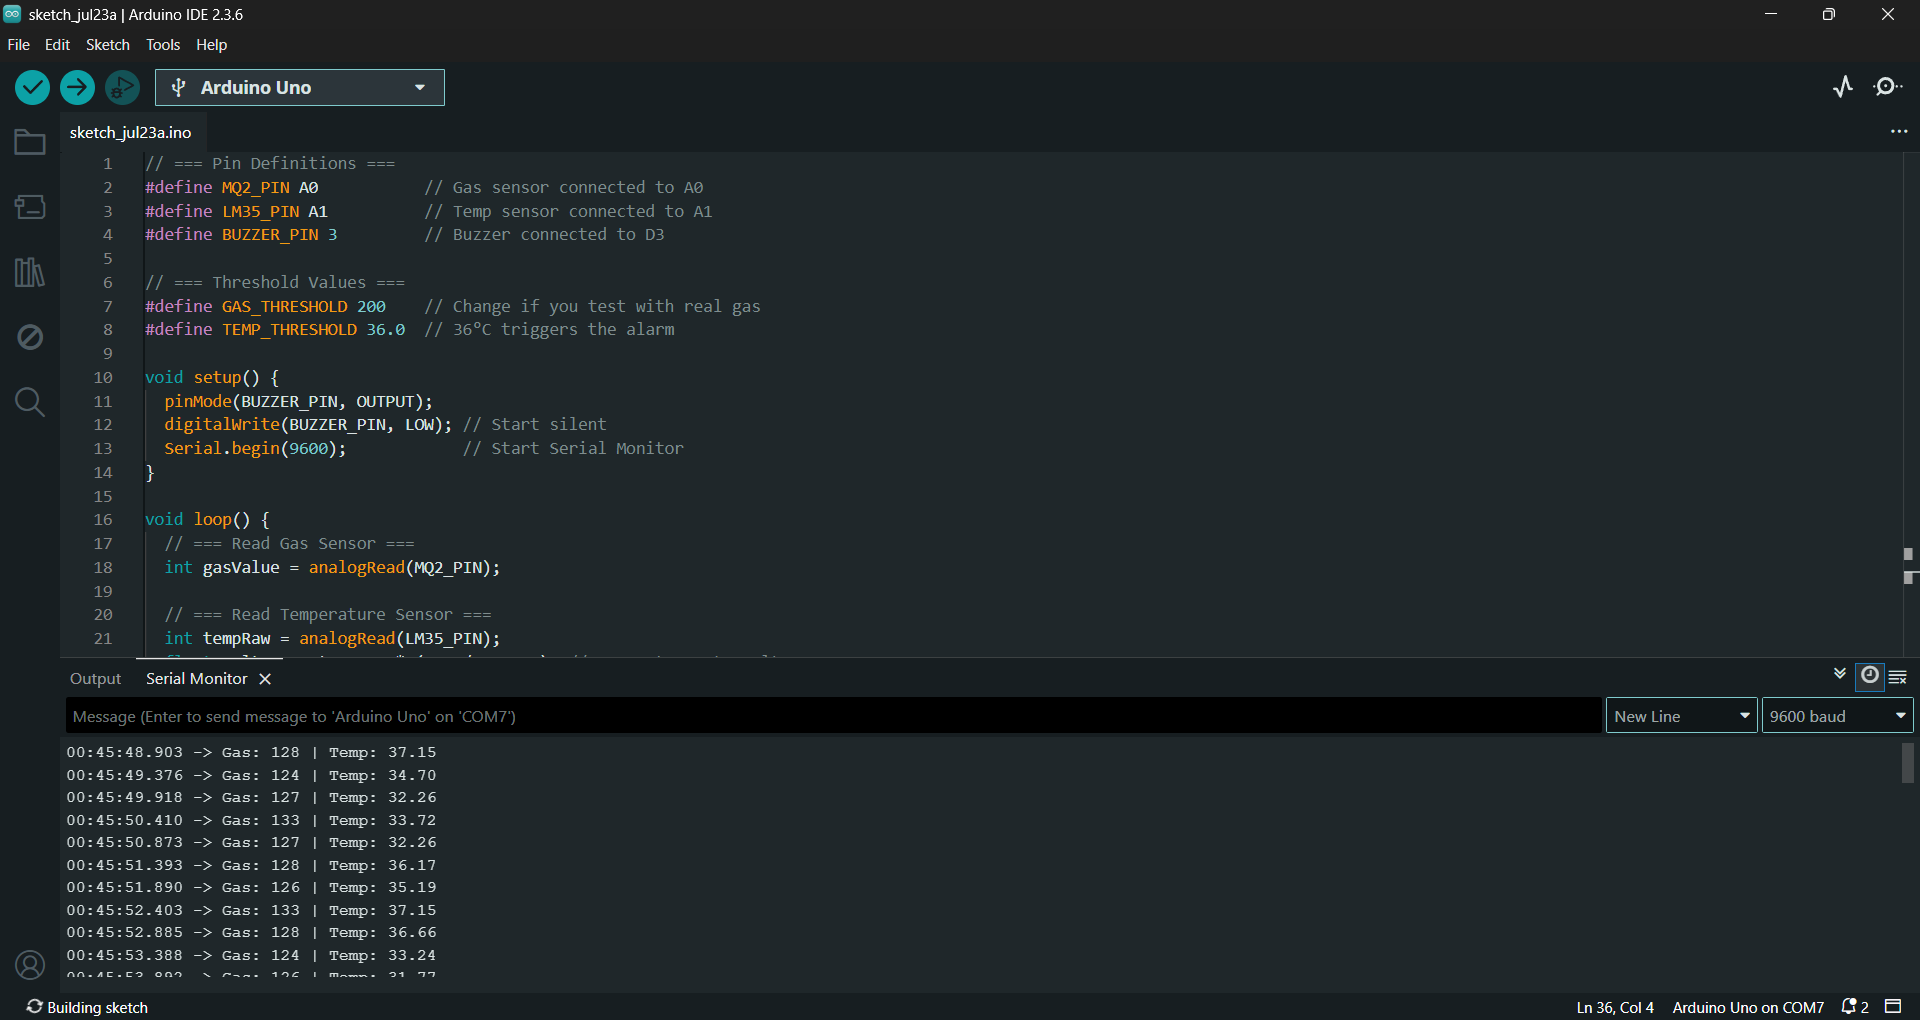 sketch_jul23a | Arduino IDE 2.3.6
File Edit Sketch Tools Help
Arduino Uno
sketch_jul23a.ino
1 // === Pin Definitions ===
2 #define MQ2_PIN A0 // Gas sensor connected to A0
3 #define LM35_PIN A1 // Temp sensor connected to A1
4 #define BUZZER_PIN 3 // Buzzer connected to D3
5
6 // === Threshold Values ===
7 #define GAS_THRESHOLD 200 // Change if you test with real gas
8 #define TEMP_THRESHOLD 36.0 // 36°C triggers the alarm
9
10 void setup() {
11 pinMode(BUZZER_PIN, OUTPUT);
12 digitalWrite(BUZZER_PIN, LOW); // Start silent
13 Serial.begin(9600); // Start Serial Monitor
14 }
15
16 void loop() {
17 // === Read Gas Sensor ===
18 int gasValue = analogRead(MQ2_PIN);
19
20 // === Read Temperature Sensor ===
21 int tempRaw = analogRead(LM35_PIN);
Output Serial Monitor
Message (Enter to send message to 'Arduino Uno' on 'COM7')
New Line 9600 baud
00:45:48.903 -> Gas: 128 | Temp: 37.15
00:45:49.376 -> Gas: 124 | Temp: 34.70
00:45:49.918 -> Gas: 127 | Temp: 32.26
00:45:50.410 -> Gas: 133 | Temp: 33.72
00:45:50.873 -> Gas: 127 | Temp: 32.26
00:45:51.393 -> Gas: 128 | Temp: 36.17
00:45:51.890 -> Gas: 126 | Temp: 35.19
00:45:52.403 -> Gas: 133 | Temp: 37.15
00:45:52.885 -> Gas: 128 | Temp: 36.66
00:45:53.388 -> Gas: 124 | Temp: 33.24
Building sketch
Ln 36, Col 4 Arduino Uno on COM7 2